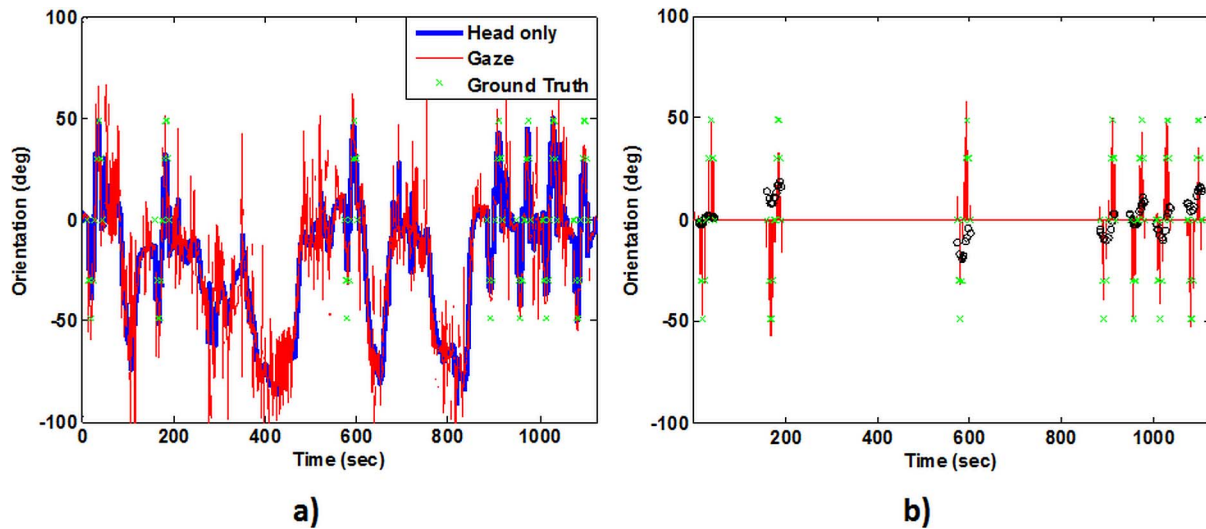 100
50
0
-50
-100
Orientation (deg)
0 200 400 600 800 1000
Time (sec)
Head only
Gaze
Ground Truth
a)
100
50
0
-50
-100
Orientation (deg)
200 400 600 800 1000
Time (sec)
b)